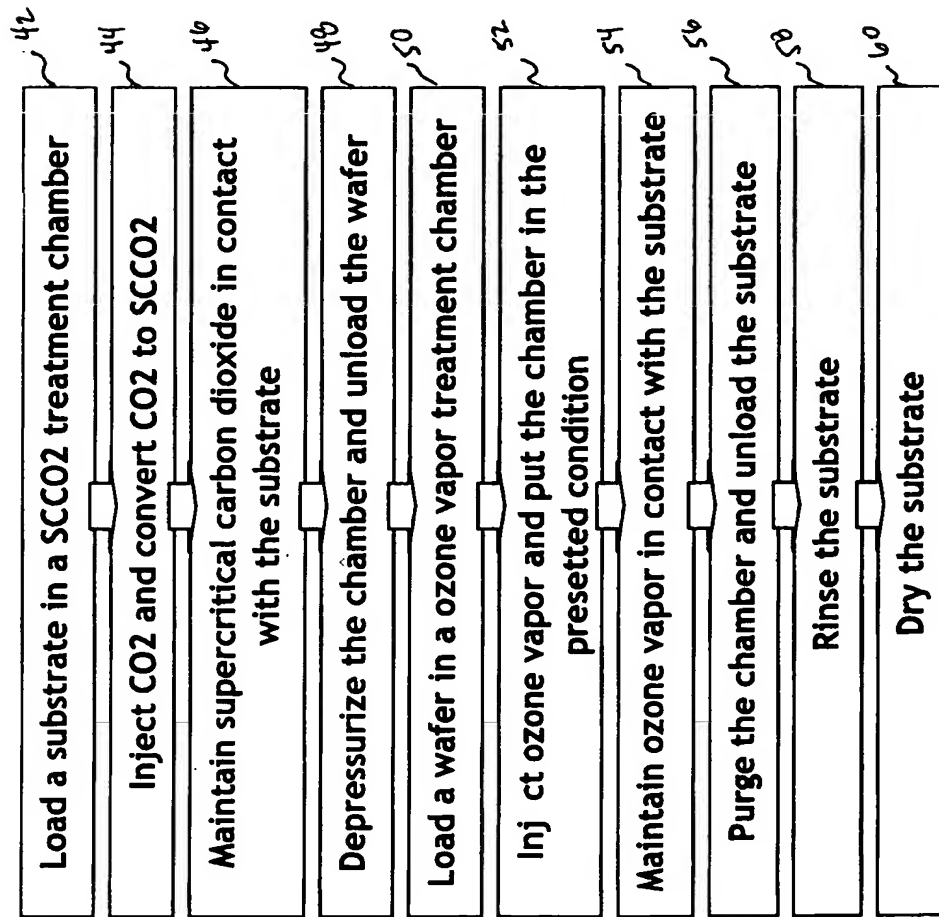 Load a substrate in a SCCO2 treatment chamber
42
Inject CO2 and convert CO2 to SCCO2
44
Maintain supercritical carbon dioxide in contact
with the substrate
46
Depressurize the chamber and unload the wafer
48
Load a wafer in a ozone vapor treatment chamber
50
Inj ct ozone vapor and put the chamber in the
presetted condition
52
Maintain ozone vapor in contact with the substrate
54
Purge the chamber and unload the substrate
56
Rinse the substrate
58
Dry the substrate
60